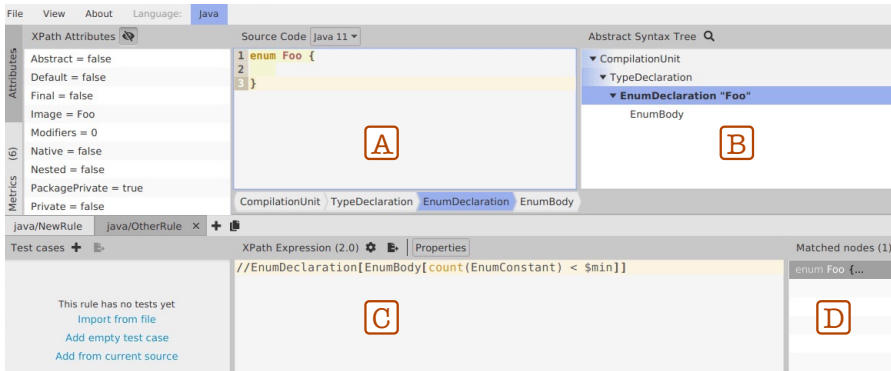 File View About Language: Java
XPath Attributes
Source Code Java 11
Abstract Syntax Tree
Attributes
Metrics (6)
Abstract = false
Default = false
Final = false
Image = Foo
Modifiers = 0
Native = false
Nested = false
PackagePrivate = true
Private = false
1 enum Foo {
2
3 }
A
CompilationUnit TypeDeclaration EnumDeclaration EnumBody
CompilationUnit
TypeDeclaration
EnumDeclaration "Foo"
EnumBody
B
java/NewRule java/OtherRule × +
Test cases +
This rule has no tests yet
Import from file
Add empty test case
Add from current source
XPath Expression (2.0) Properties
//EnumDeclaration[EnumBody[count(EnumConstant) < $min]]
C
Matched nodes (1)
enum Foo {...
D